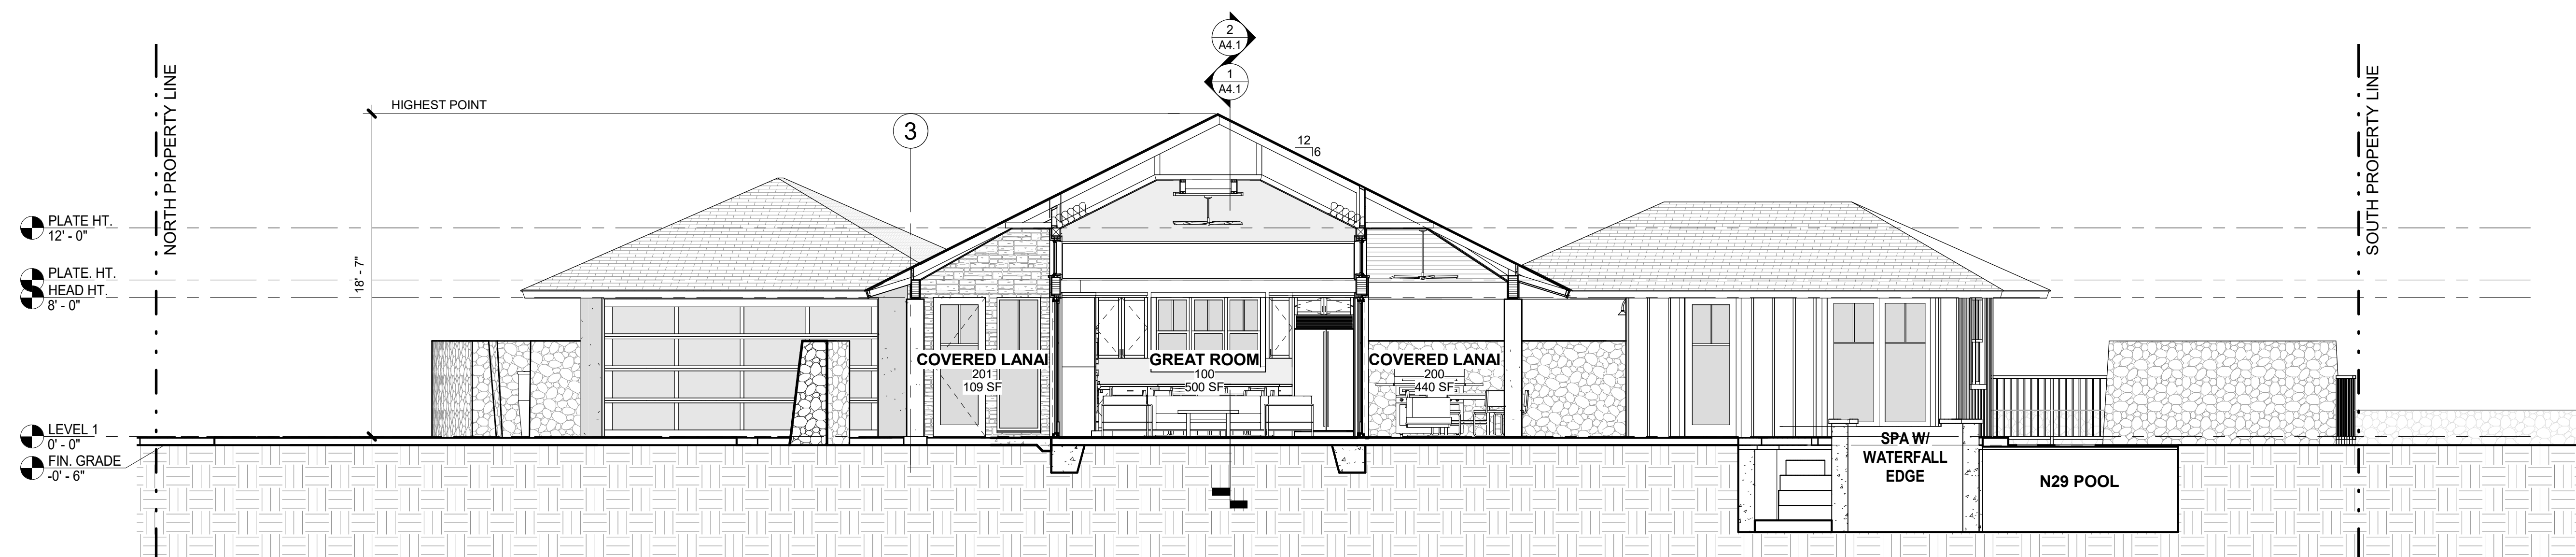 2
A4.1
1
A4.1
HIGHEST POINT
3
12
6
NORTH PROPERTY LINE
SOUTH PROPERTY LINE
PLATE HT.
12' - 0"
PLATE. HT.
HEAD HT.
8' - 0"
18' - 7"
COVERED LANAI
201
109 SF
GREAT ROOM
100
500 SF
COVERED LANAI
200
440 SF
LEVEL 1
0' - 0"
FIN. GRADE
-0' - 6"
SPA W/
WATERFALL
EDGE
N29 POOL